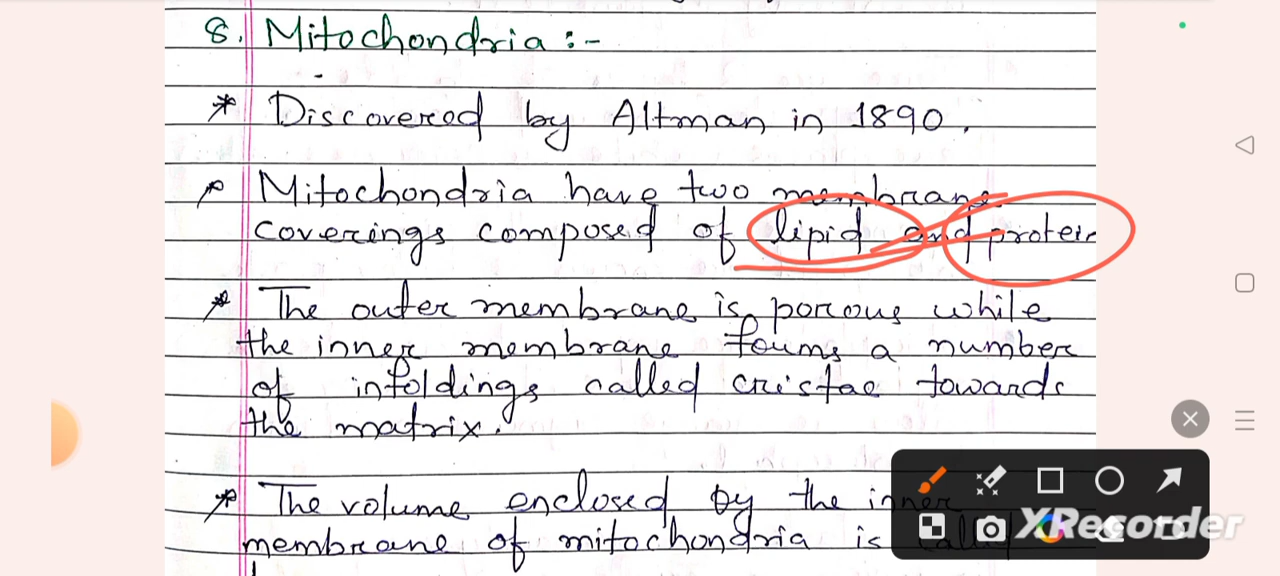 8. Mitochondria :-
* Discovered by Altman in 1890.
* Mitochondria have two membrane
coverings composed of lipid and protein
* The outer membrane is porous while
the inner membrane foums a number
of infoldings called cristae towards
the matrix.
* The volume enclosed by the inner
membrane of mitochondria is called
XRecorder